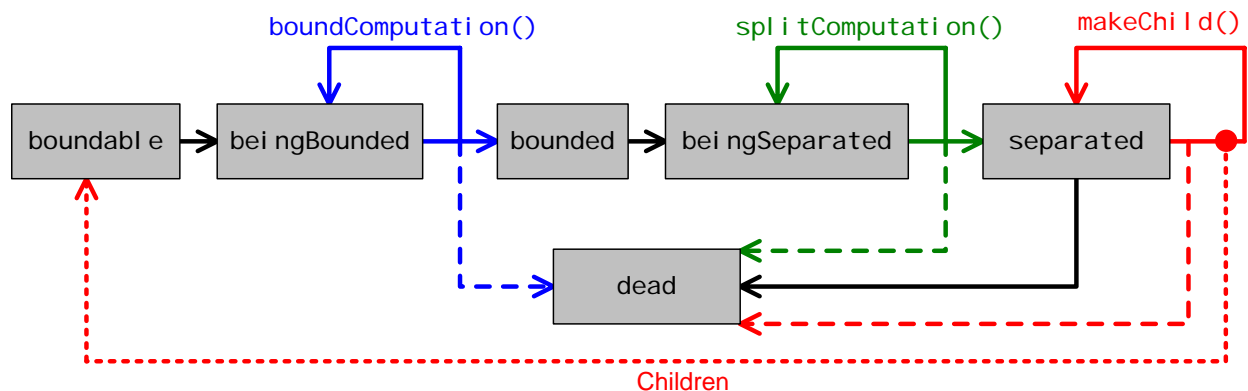 boundComputation()
splitComputation()
makeChild()
boundable
beingBounded
bounded
beingSeparated
separated
dead
Children